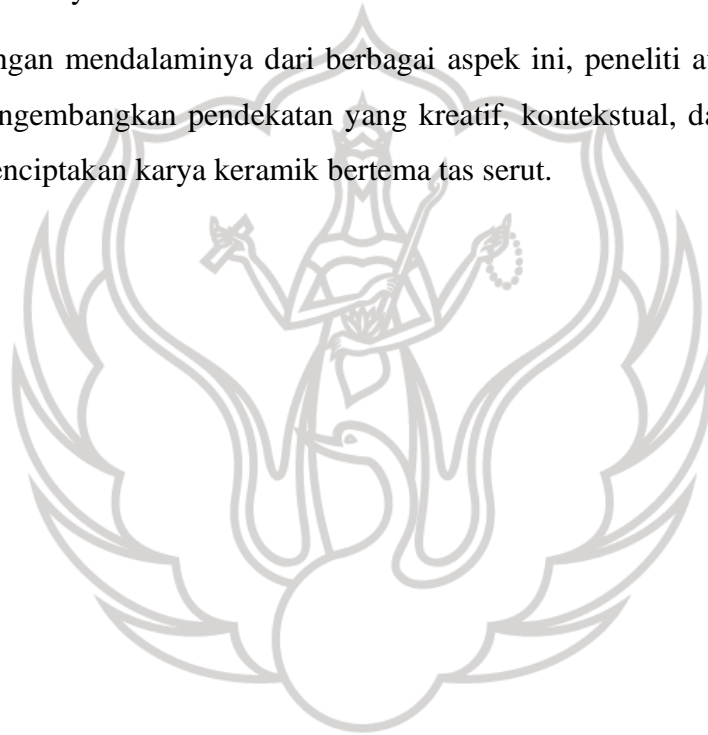 ngan mendalaminya dari berbagai aspek ini, peneliti a
ngembangkan pendekatan yang kreatif, kontekstual, da
enciptakan karya keramik bertema tas serut.